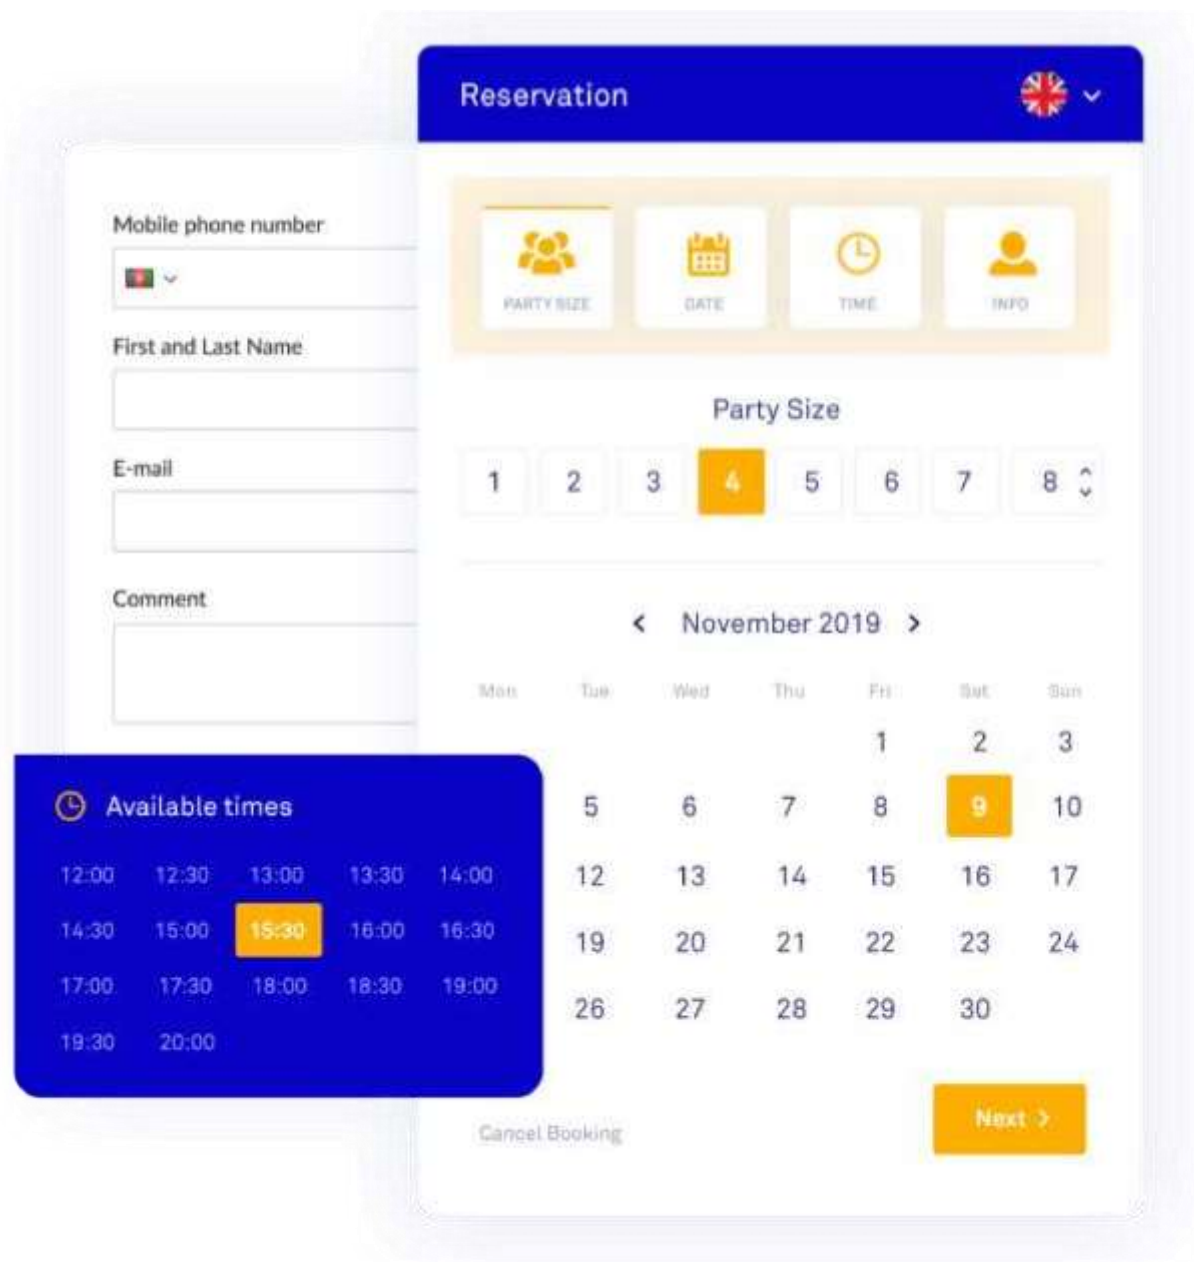 Reservation
Mobile phone number
First and Last Name
E-mail
Comment
PARTY SIZE DATE TIME INFO
Party Size
1 2 3 4 5 6 7 8
November 2019
Mon Tue Wed Thu Fri Sat Sun
1 2 3
5 6 7 8 9 10
12 13 14 15 16 17
19 20 21 22 23 24
26 27 28 29 30
Available times
12:00 12:30 13:00 13:30 14:00
14:30 15:00 15:30 16:00 16:30
17:00 17:30 18:00 18:30 19:00
19:30 20:00
Cancel Booking
Next >